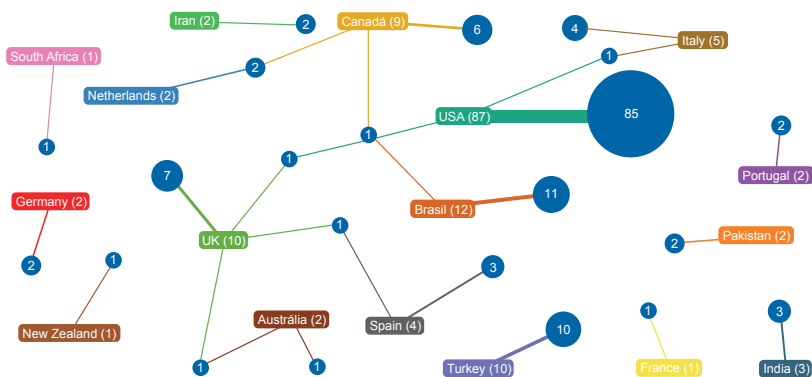 Iran (2)
2
Canadá (9)
6
4
Italy (5)
South Africa (1)
1
2
Netherlands (2)
1
USA (87)
85
1
1
2
7
Portugal (2)
Germany (2)
11
Brasil (12)
1
UK (10)
Pakistan (2)
2
2
1
3
New Zealand (1)
Austrália (2)
Spain (4)
10
1
3
1
1
Turkey (10)
France (1)
India (3)